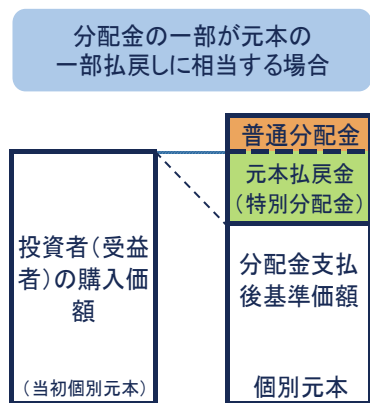 分配金の一部が元本の
一部払戻しに相当する場合
普通分配金
元本払戻金
（特別分配金）
投資者（受益
者）の購入価
額
（当初個別元本）
分配金支払
後基準価額
個別元本